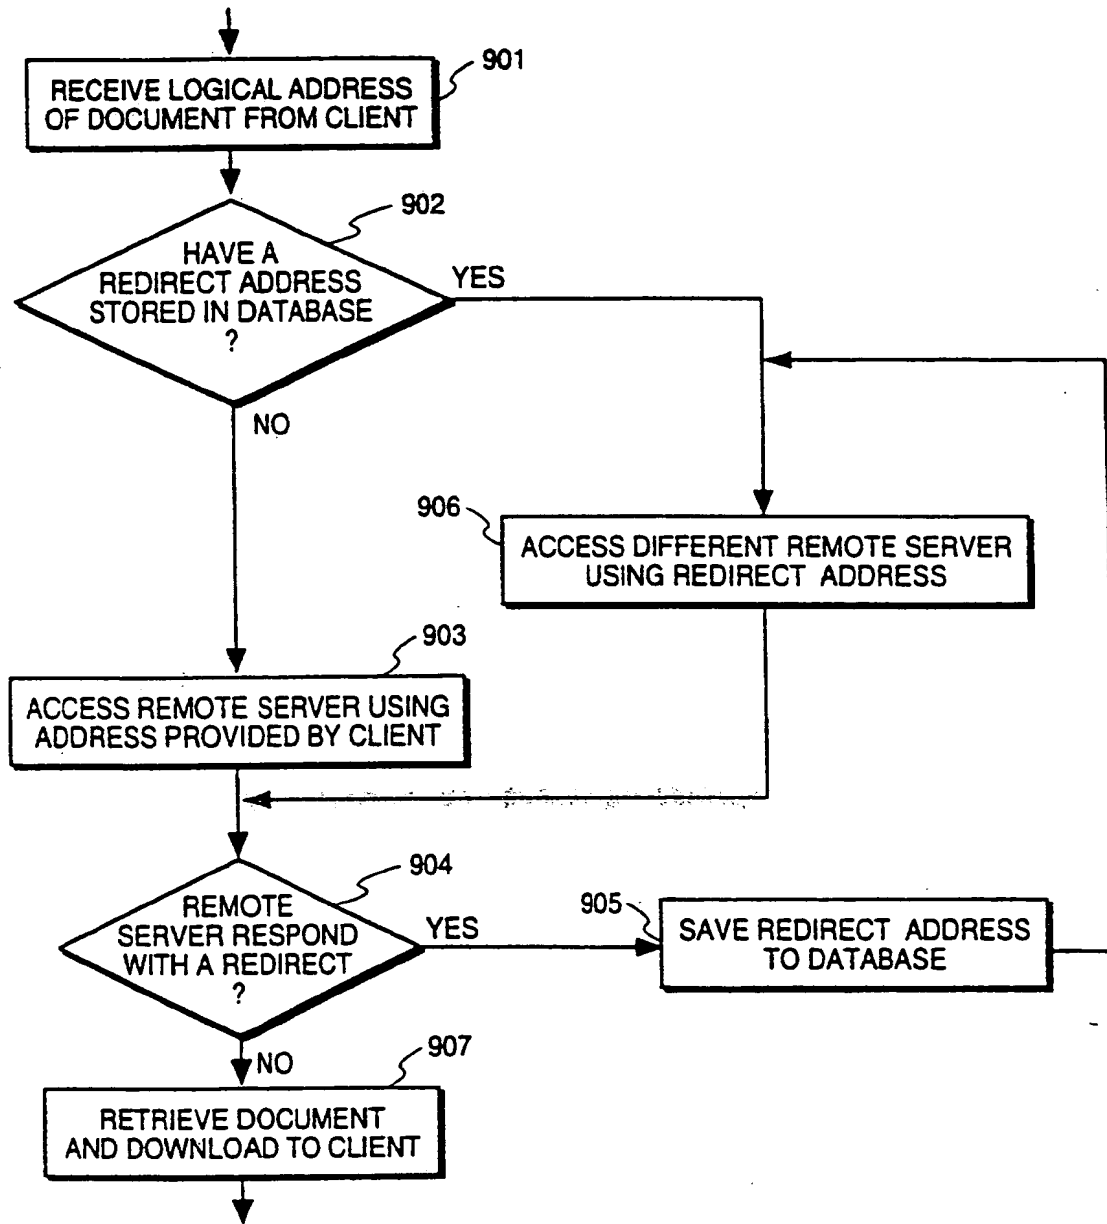 901
RECEIVE LOGICAL ADDRESS
OF DOCUMENT FROM CLIENT
902
HAVE A
REDIRECT ADDRESS
STORED IN DATABASE
?
YES
NO
906
ACCESS DIFFERENT REMOTE SERVER
USING REDIRECT ADDRESS
903
ACCESS REMOTE SERVER USING
ADDRESS PROVIDED BY CLIENT
904
REMOTE
SERVER RESPOND
WITH A REDIRECT
?
YES
905
SAVE REDIRECT ADDRESS
TO DATABASE
NO
907
RETRIEVE DOCUMENT
AND DOWNLOAD TO CLIENT